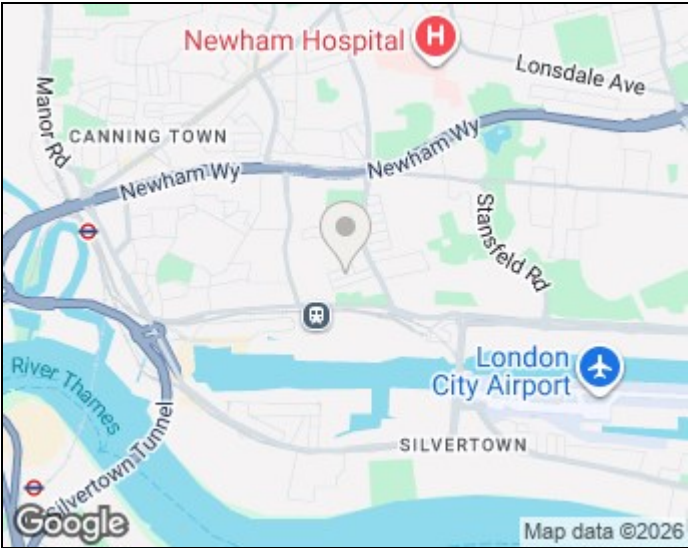 Newham Hospital
H
Lonsdale Ave
Manor Rd
CANNING TOWN
Newham Wy
Newham Wy
Stansfeld Rd
River Thames
London
City Airport
SILVERTOWN
Silvertown Tunnel
Google
Map data ©2026